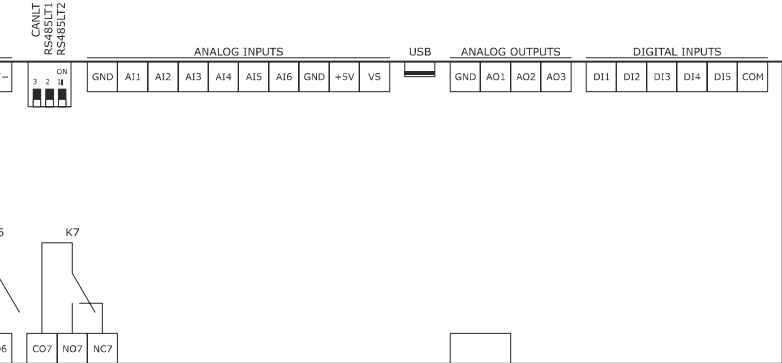 CANLT
RS485LT1
RS485LT2
ANALOG INPUTS
USB
ANALOG OUTPUTS
DIGITAL INPUTS
ON
3 2 1
GND AI1 AI2 AI3 AI4 AI5 AI6 GND +5V VS
GND AO1 AO2 AO3
DI1 DI2 DI3 DI4 DI5 COM
K7
CO7 NO7 NC7